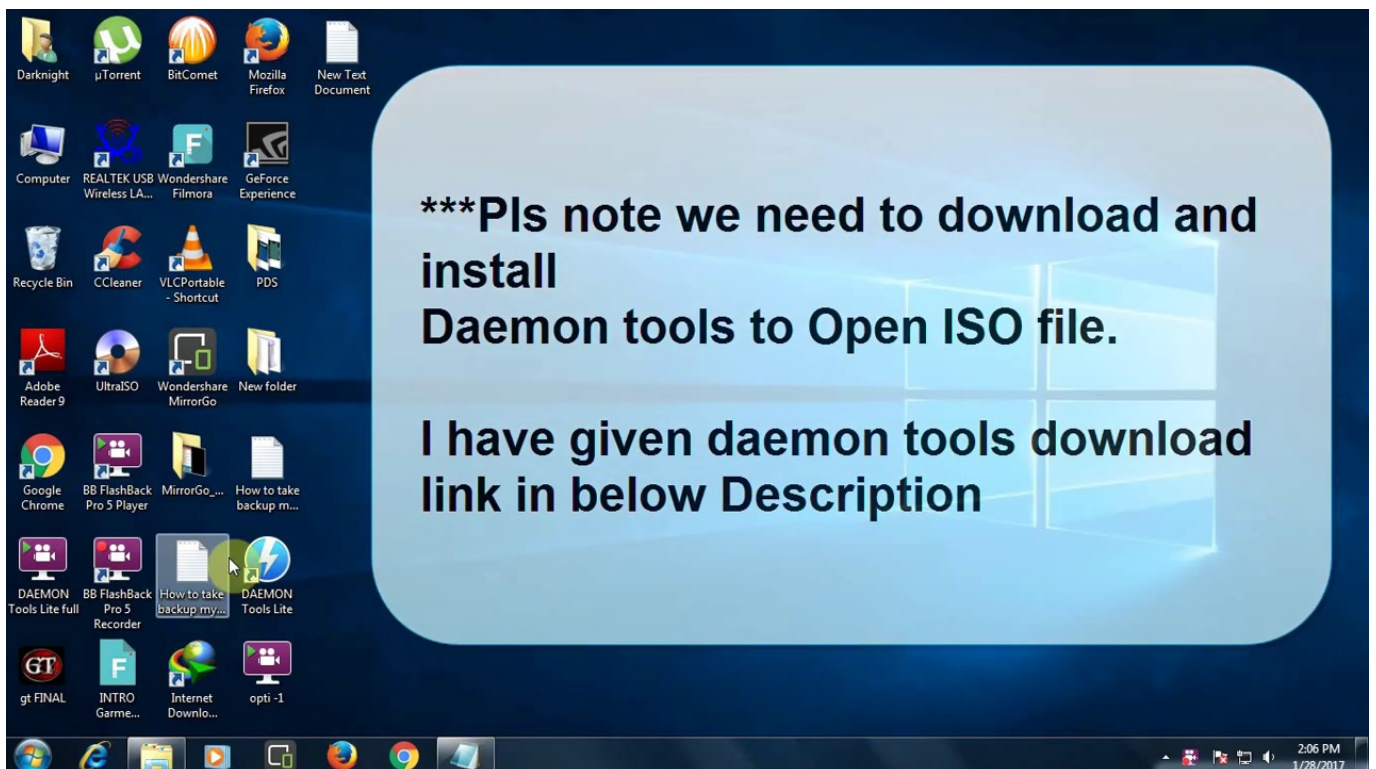 Darknight
µTorrent
BitComet
Mozilla
Firefox
New Text
Document
***Pls note we need to download and
install
Daemon tools to Open ISO file.
I have given daemon tools download
link in below Description
Computer
REALTEK USB
Wireless LA...
Wondershare
Filmora
GeForce
Experience
Recycle Bin
CCleaner
VLCPortable
- Shortcut
PDS
Adobe
Reader 9
UltraISO
Wondershare
MirrorGo
New folder
Google
Chrome
BB FlashBack
Pro 5 Player
MirrorGo_...
How to take
backup m...
DAEMON
Tools Lite full
BB FlashBack
Pro 5
Recorder
How to take
backup my...
DAEMON
Tools Lite
GT
gt FINAL
INTRO
Garme...
Internet
Downlo...
opti -1
2:06 PM
1/28/2017